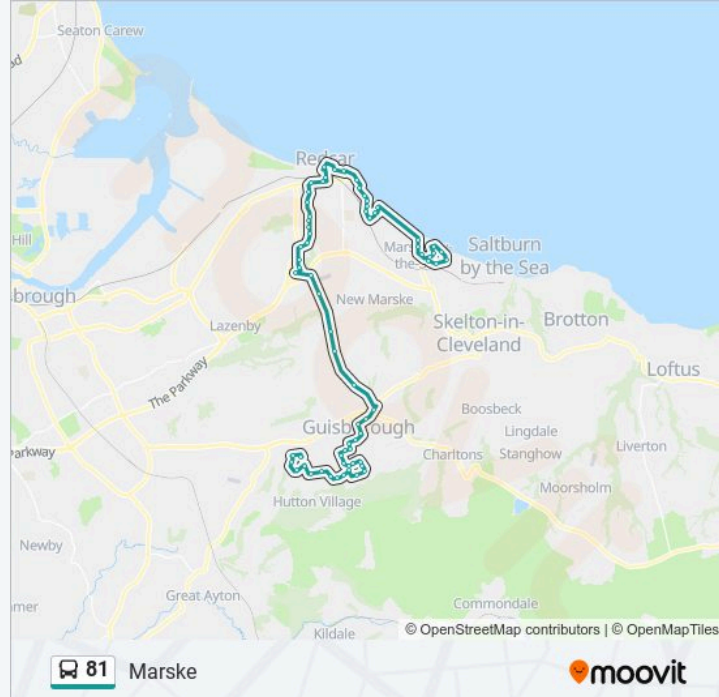 Seaton Carew
Redcar
Hill
Saltburn
by the Sea
sbrough
New Marske
Lazenby
Skelton-in-
Cleveland
Brotton
Loftus
The Parkway
Boosbeck
Guisborough
Lingdale
Parkway
Charltons
Stanghow
Liverton
Moorsholm
Hutton Village
Newby
Great Ayton
Commondale
Kildale
© OpenStreetMap contributors | © OpenMapTiles
81 Marske
moovit